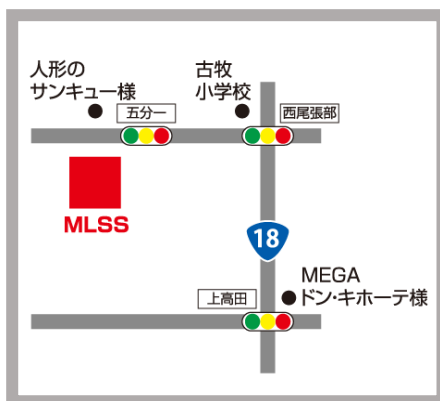 人形の
サンキュー様
古牧
小学校
五分一
西尾張部
MLSS
18
上高田
MEGA
ドン・キホーテ様